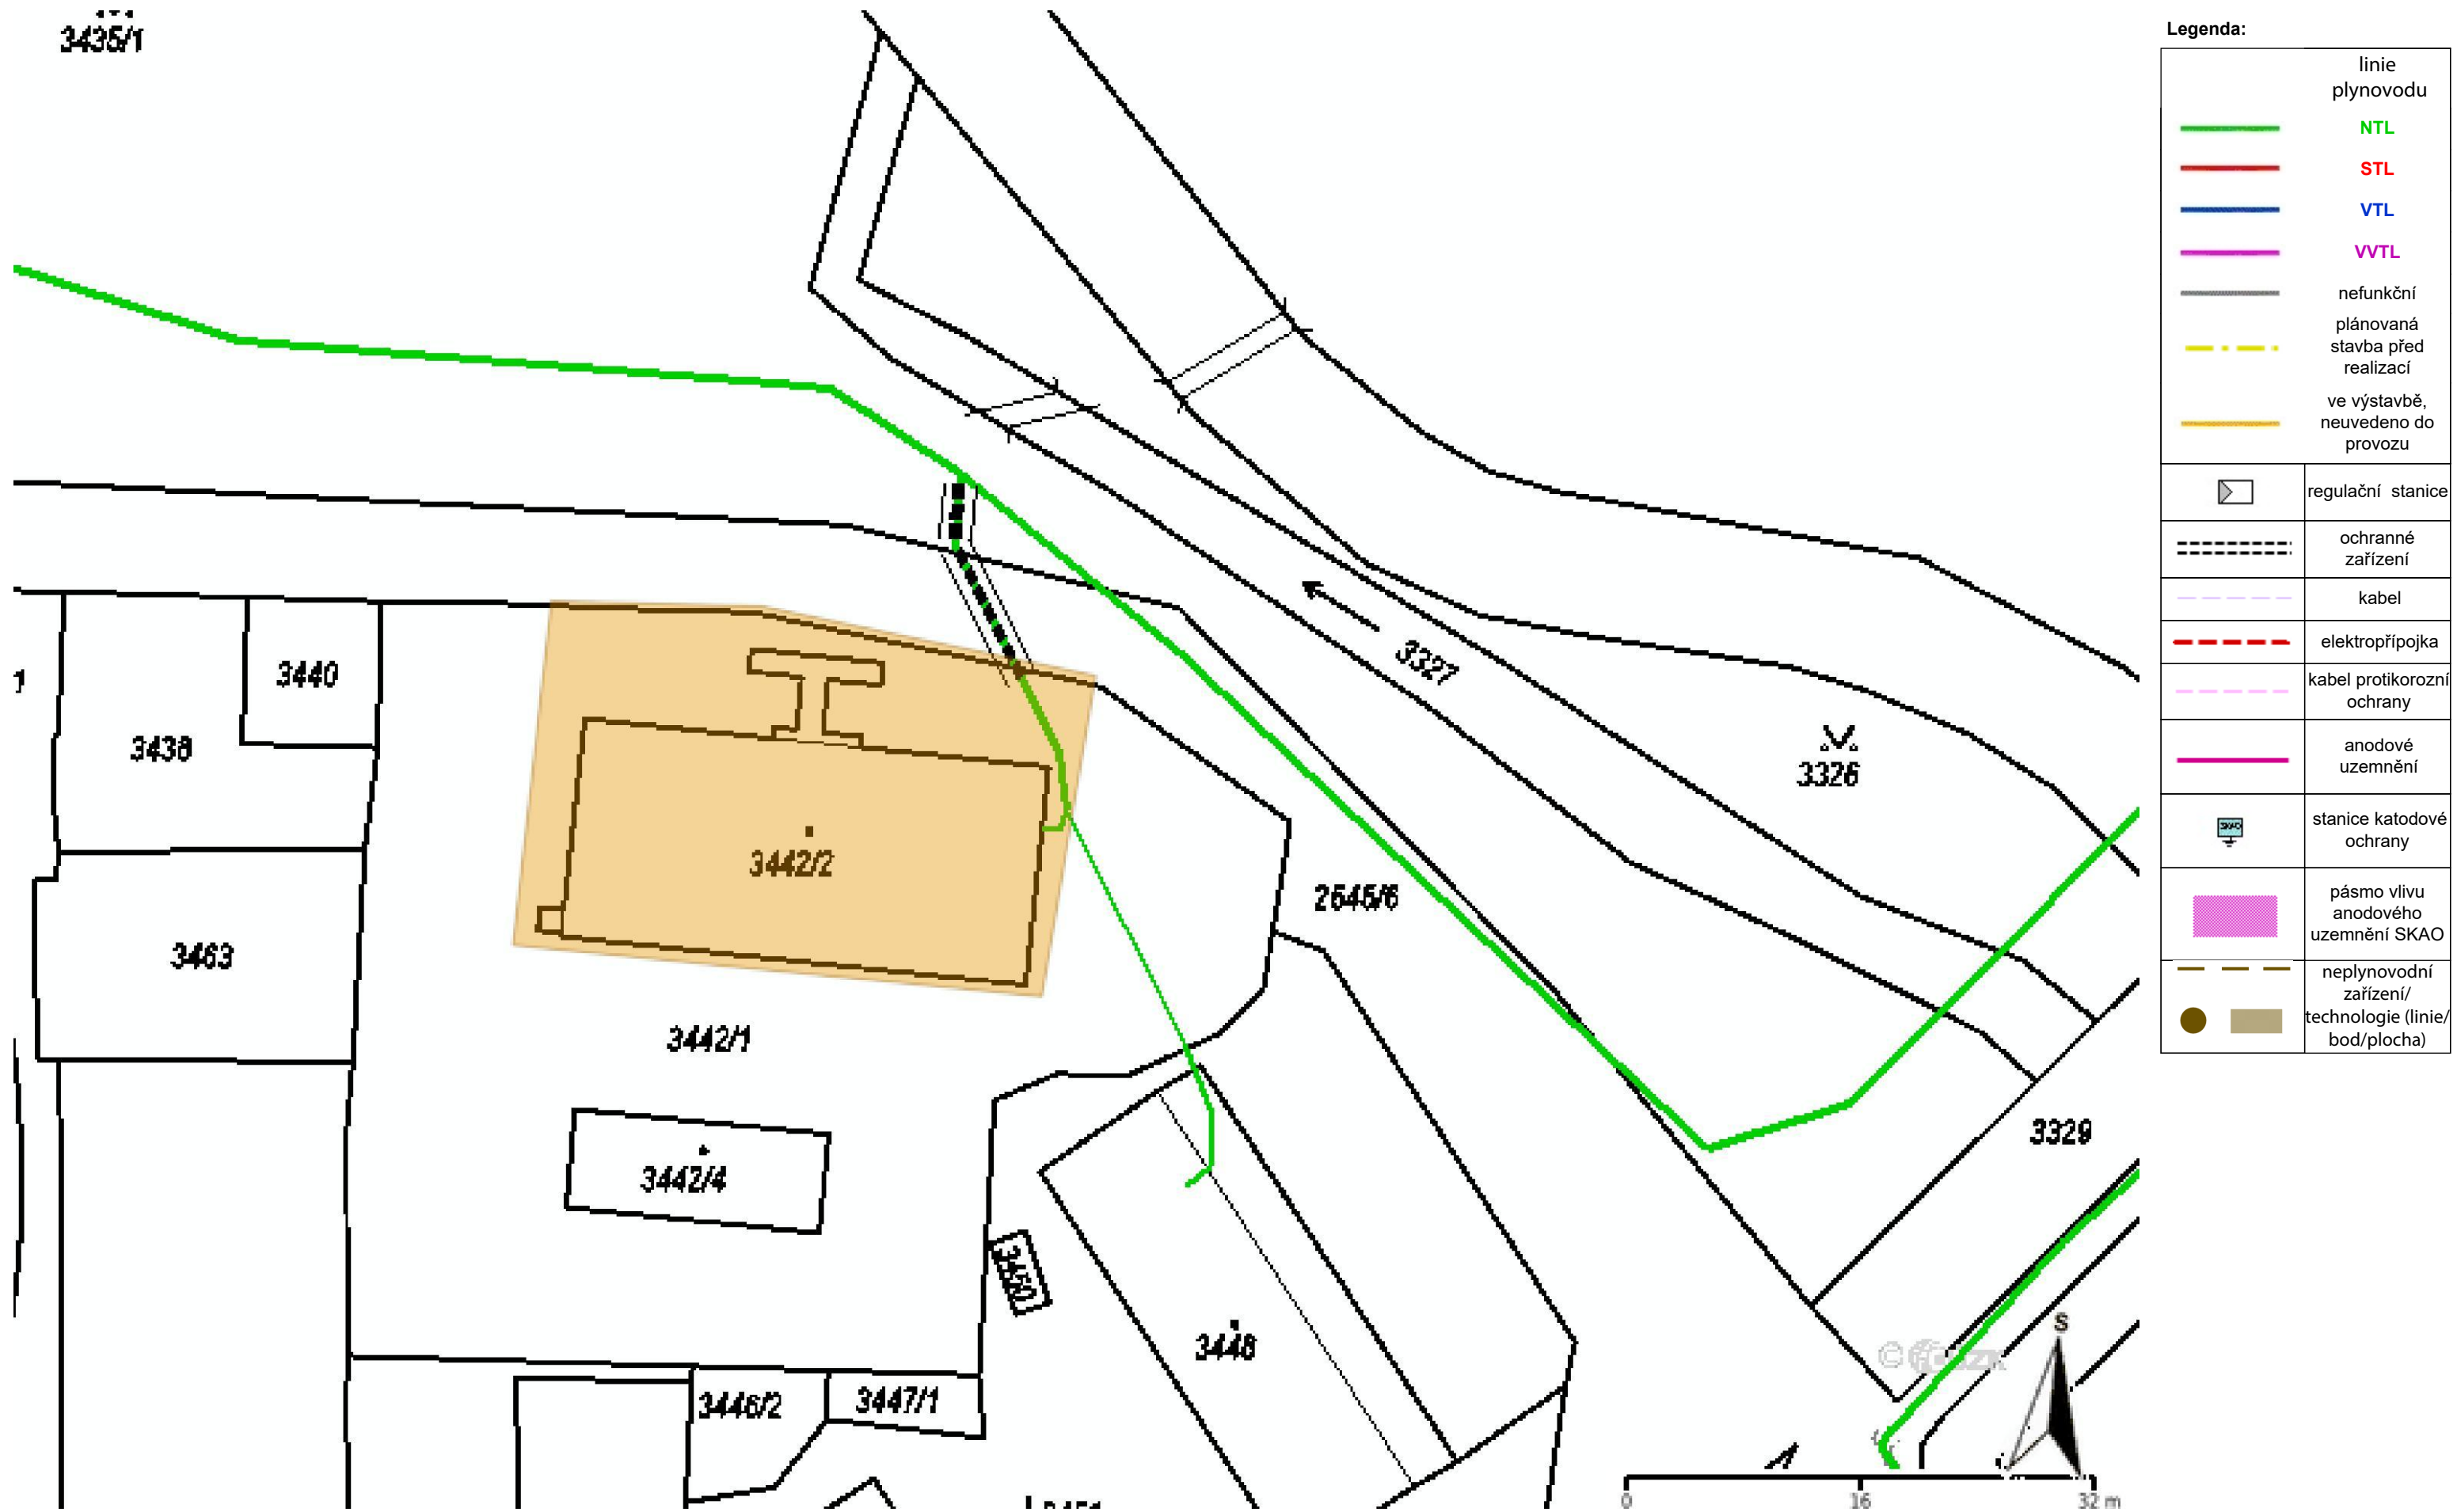 3435/1
3440
3438
3463
3442/2
3442/1
3442/4
3450
3446/2
3447/1
3448
2645/6
3327
3326
3329
S
0 16 32 m
Legenda:
linie
plynovodu
NTL
STL
VTL
VVTL
nefunkční
plánovaná
stavba před
realizací
ve výstavbě,
neuvedeno do
provozu
regulační stanice
ochranné
zařízení
kabel
elektropřípojka
kabel protikorozní
ochrany
anodové
uzemnění
SKAO
stanice katodové
ochrany
pásmo vlivu
anodového
uzemnění SKAO
neplynovodní
zařízení/
technologie (linie/
bod/plocha)